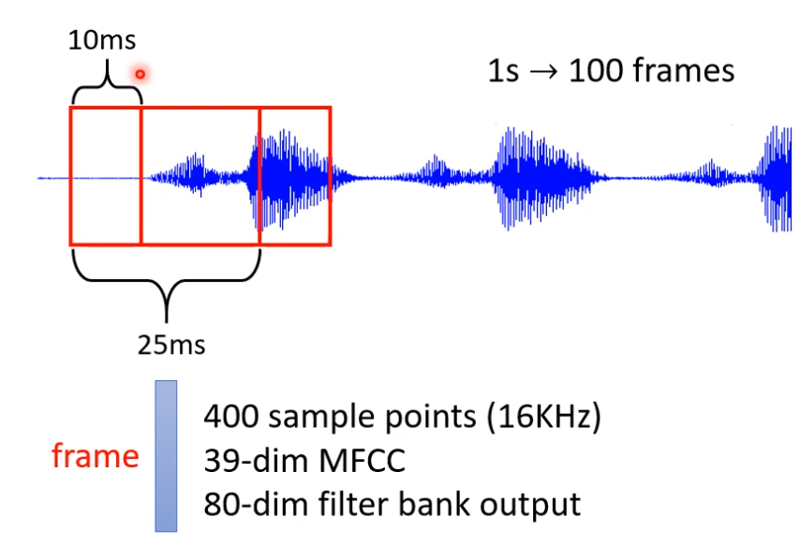 10ms
1s → 100 frames
25ms
frame
400 sample points (16KHz)
39-dim MFCC
80-dim filter bank output